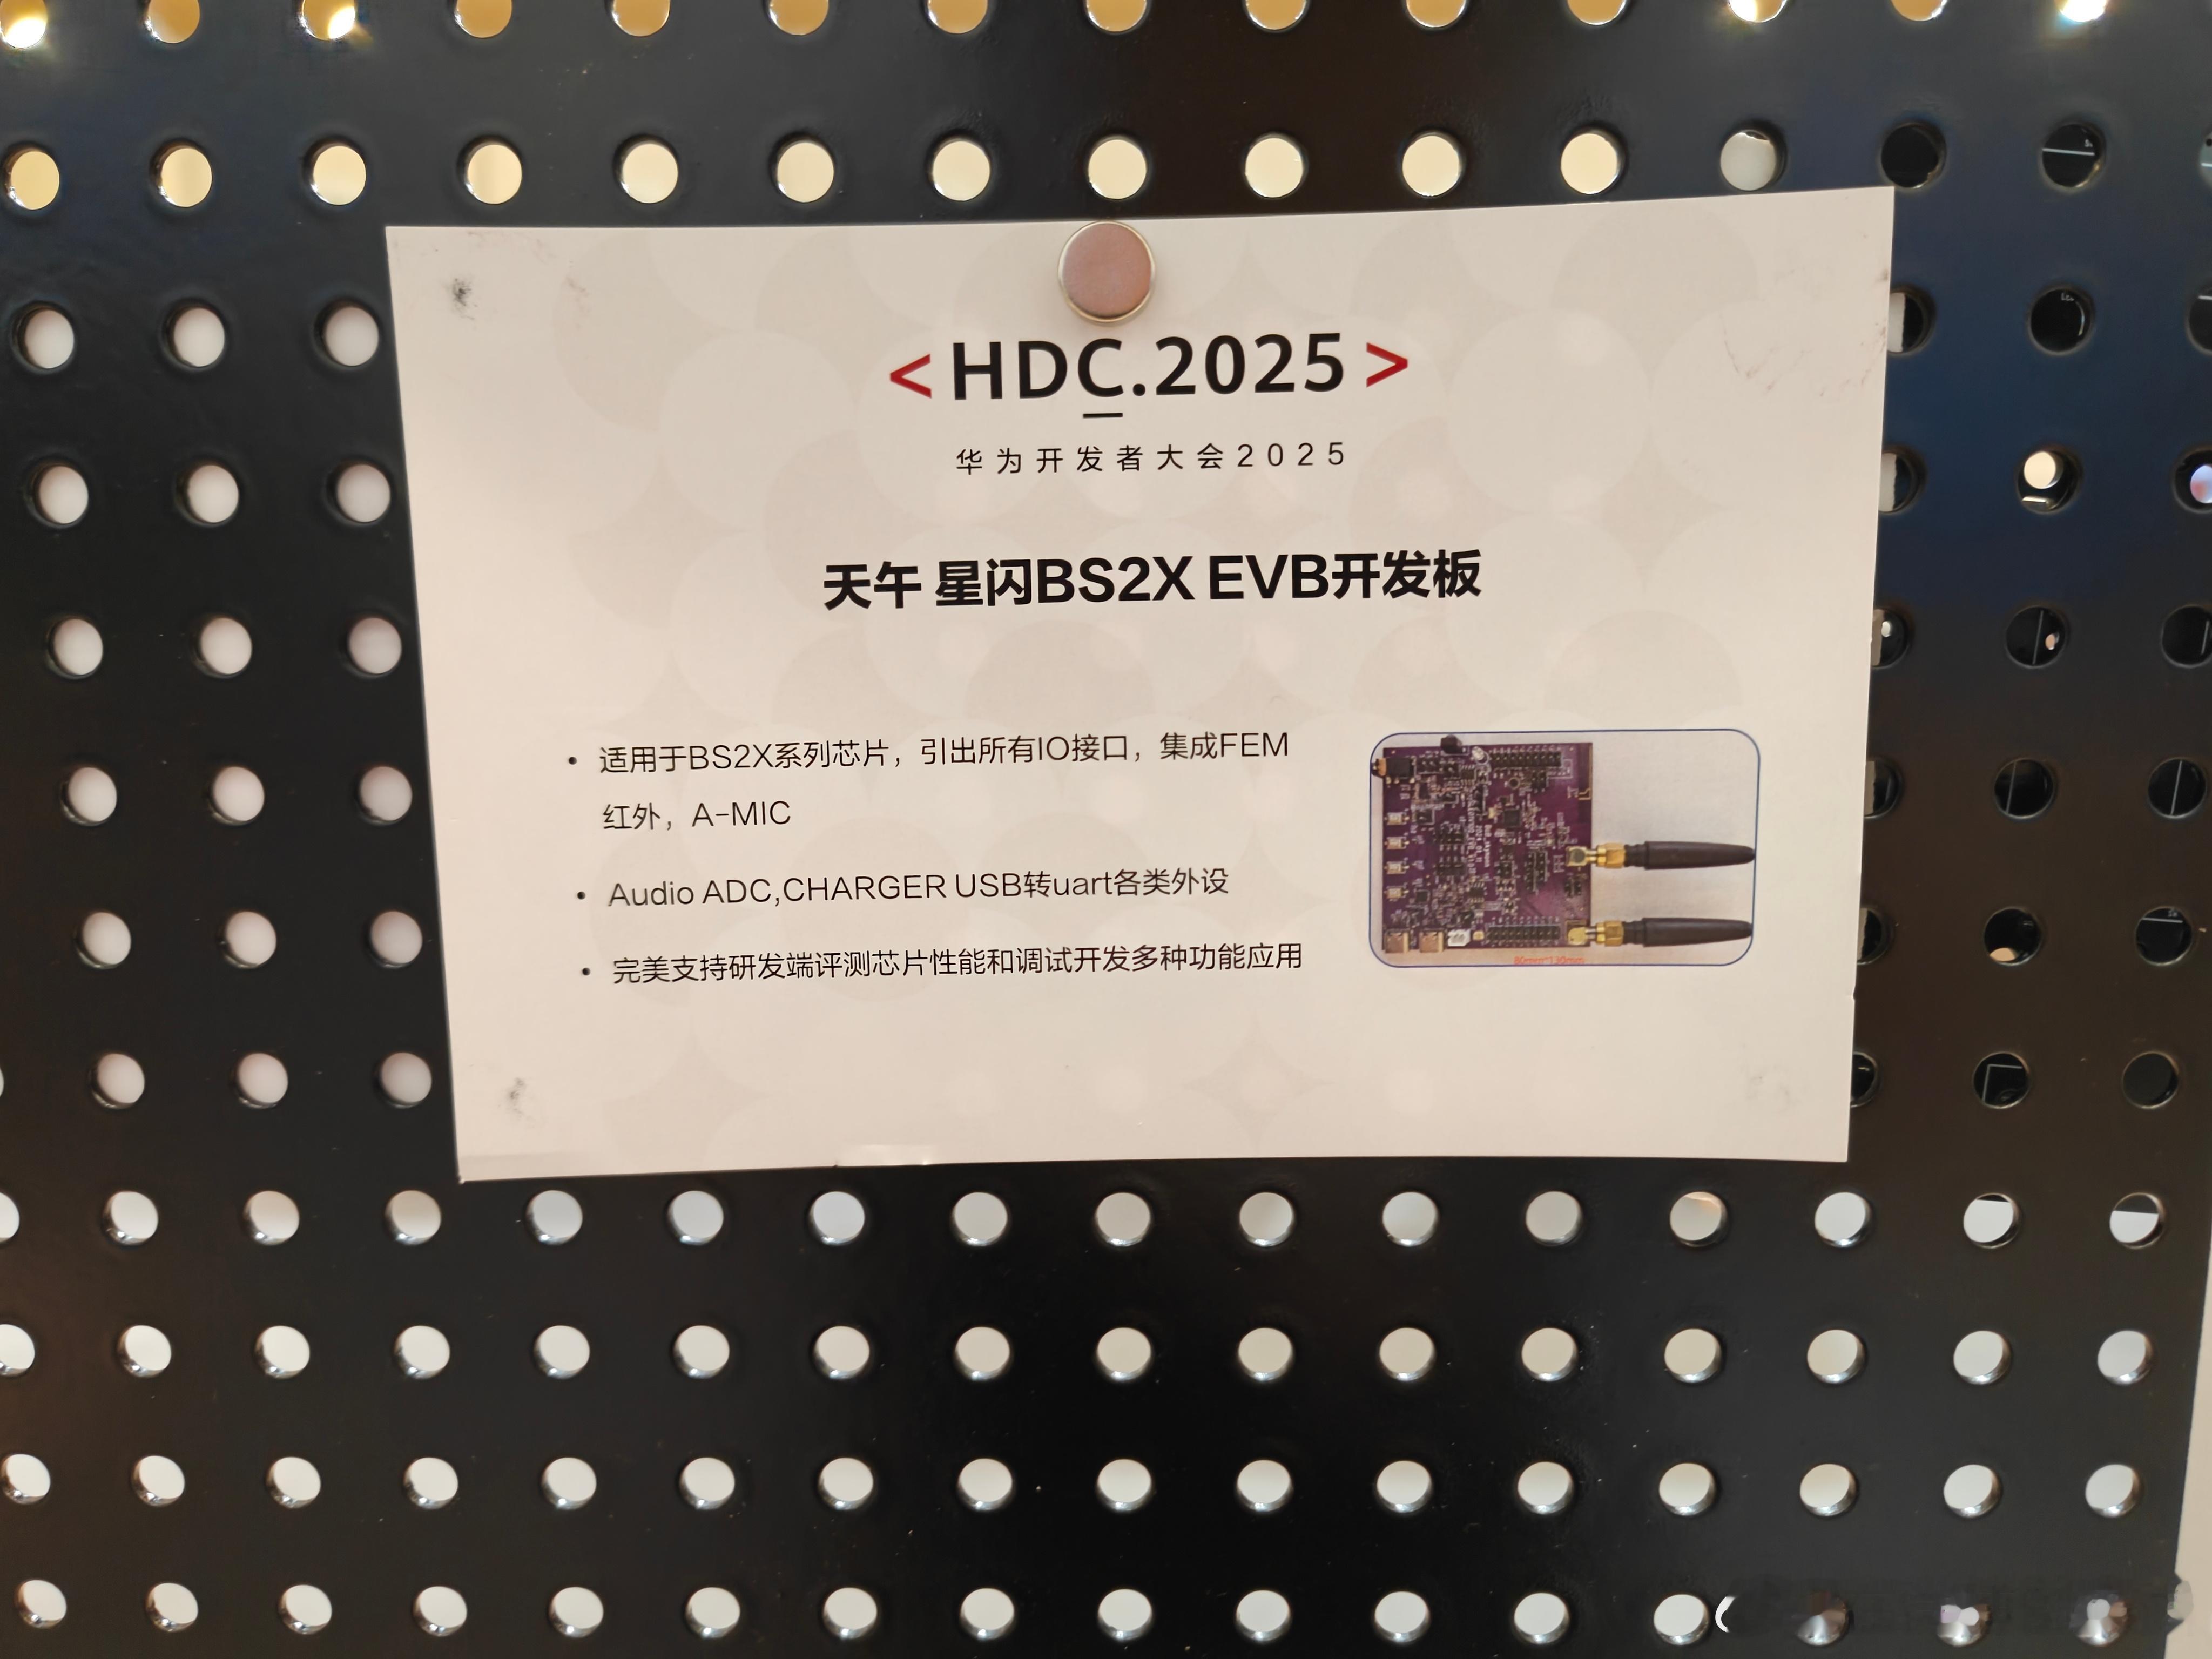 <HDC.2025>
华为开发者大会2025
天午 星闪BS2X EVB开发板
• 适用于BS2X系列芯片，引出所有IO接口，集成FEM
红外，A-MIC
• Audio ADC,CHARGER USB转uart各类外设
• 完美支持研发端评测芯片性能和调试开发多种功能应用